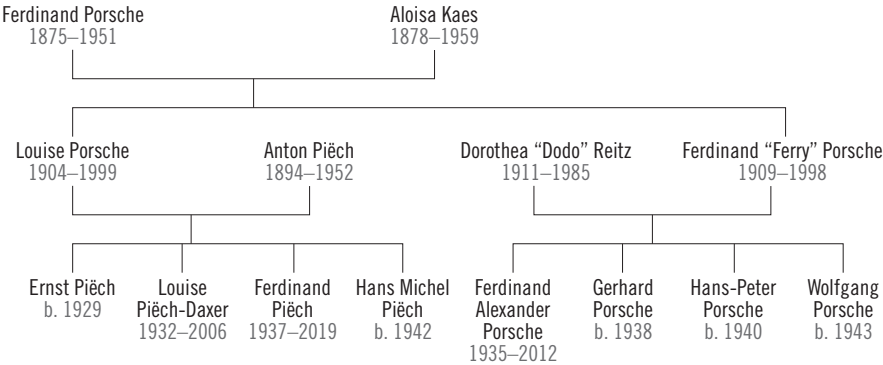 Ferdinand Porsche
1875–1951
Aloisa Kaes
1878–1959
Louise Porsche
1904–1999
Anton Piëch
1894–1952
Dorothea “Dodo” Reitz
1911–1985
Ferdinand “Ferry” Porsche
1909–1998
Ernst Piëch
b. 1929
Louise
Piëch-Daxer
1932–2006
Ferdinand
Piëch
1937–2019
Hans Michel
Piëch
b. 1942
Ferdinand
Alexander
Porsche
1935–2012
Gerhard
Porsche
b. 1938
Hans-Peter
Porsche
b. 1940
Wolfgang
Porsche
b. 1943